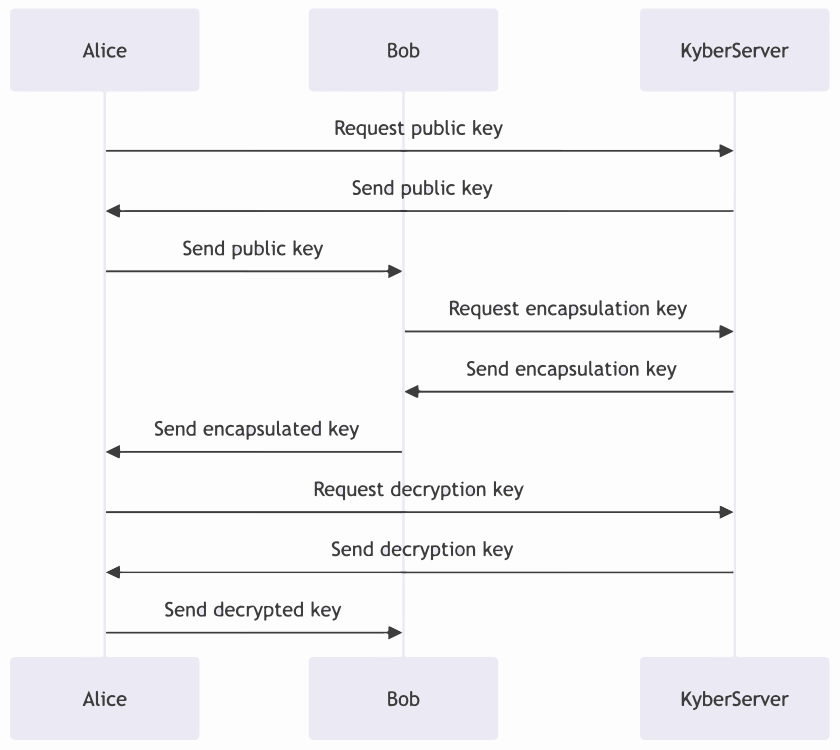 Alice
Bob
KyberServer
Request public key
Send public key
Send public key
Request encapsulation key
Send encapsulation key
Send encapsulated key
Request decryption key
Send decryption key
Send decrypted key
Alice
Bob
KyberServer